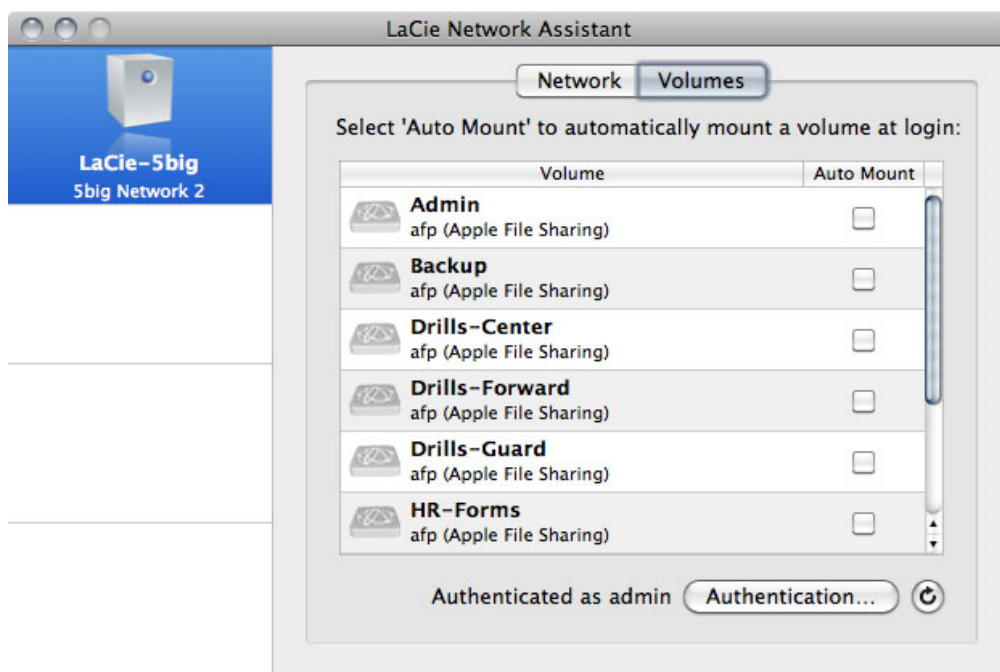 LaCie Network Assistant
LaCie-5big
5big Network 2
Network Volumes
Select 'Auto Mount' to automatically mount a volume at login:
Volume Auto Mount
Admin
afp (Apple File Sharing)
Backup
afp (Apple File Sharing)
Drills-Center
afp (Apple File Sharing)
Drills-Forward
afp (Apple File Sharing)
Drills-Guard
afp (Apple File Sharing)
HR-Forms
afp (Apple File Sharing)
Authenticated as admin Authentication...